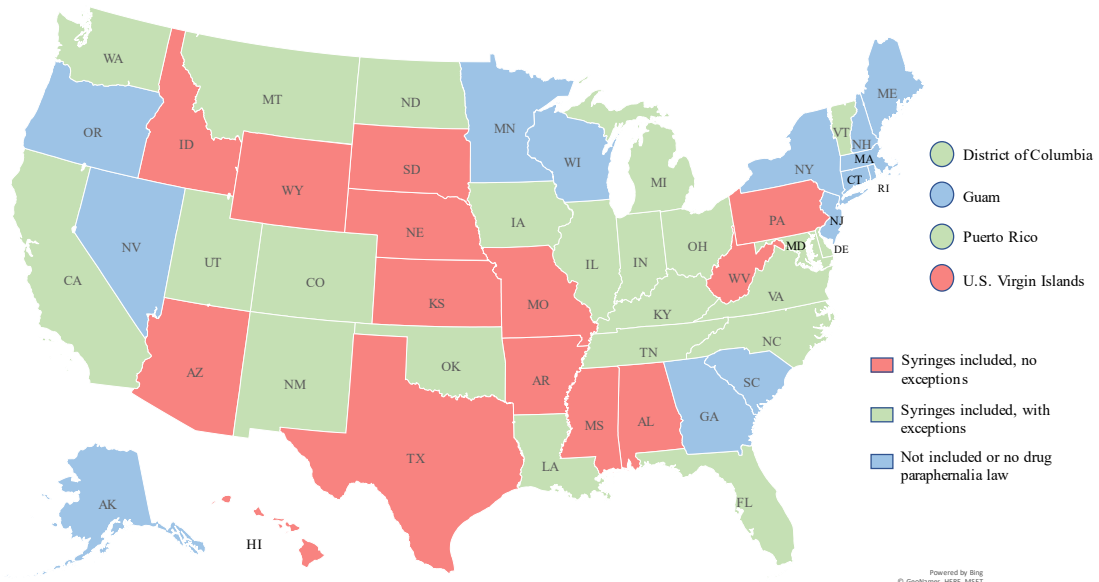 WA
MT
ND
MN
ME
OR
ID
SD
WI
VT
NH
NY
MA
CT
RI
WY
MI
District of Columbia
Guam
Puerto Rico
U.S. Virgin Islands
NV
UT
NE
IA
PA
NJ
CA
CO
KS
MO
IL
IN
OH
WV
MD
DE
VA
KY
AZ
NM
OK
AR
TN
NC
SC
TX
LA
MS
AL
GA
FL
AK
HI
Syringes included, no
exceptions
Syringes included, with
exceptions
Not included or no drug
paraphernalia law
Powered by Bing
© GeoNames, HERE, MSFT